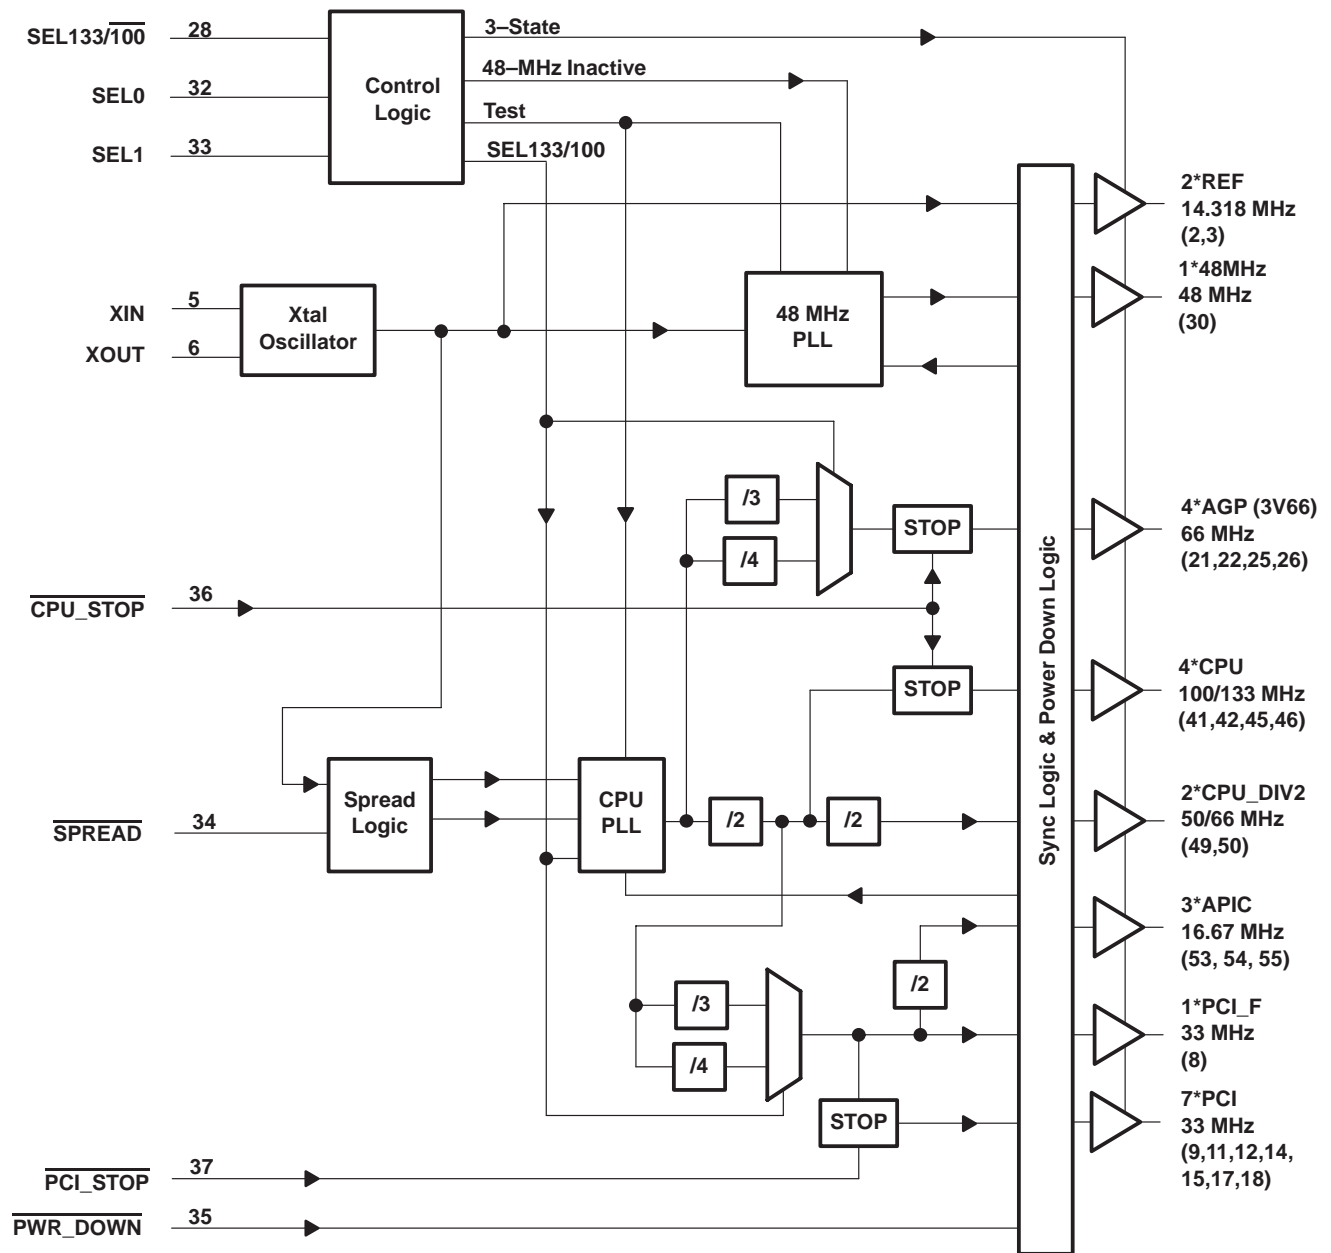 SEL133/100
28
SEL0
32
SEL1
33
Control
Logic
3–State
48–MHz Inactive
Test
SEL133/100
XIN
5
XOUT
6
Xtal
Oscillator
48 MHz
PLL
2*REF
14.318 MHz
(2,3)
1*48MHz
48 MHz
(30)
/3
/4
STOP
4*AGP (3V66)
66 MHz
(21,22,25,26)
CPU_STOP
36
STOP
4*CPU
100/133 MHz
(41,42,45,46)
Sync Logic & Power Down Logic
SPREAD
34
Spread
Logic
CPU
PLL
/2
/2
2*CPU_DIV2
50/66 MHz
(49,50)
3*APIC
16.67 MHz
(53, 54, 55)
/2
/3
/4
1*PCI_F
33 MHz
(8)
STOP
7*PCI
33 MHz
(9,11,12,14,
15,17,18)
PCI_STOP
37
PWR_DOWN
35